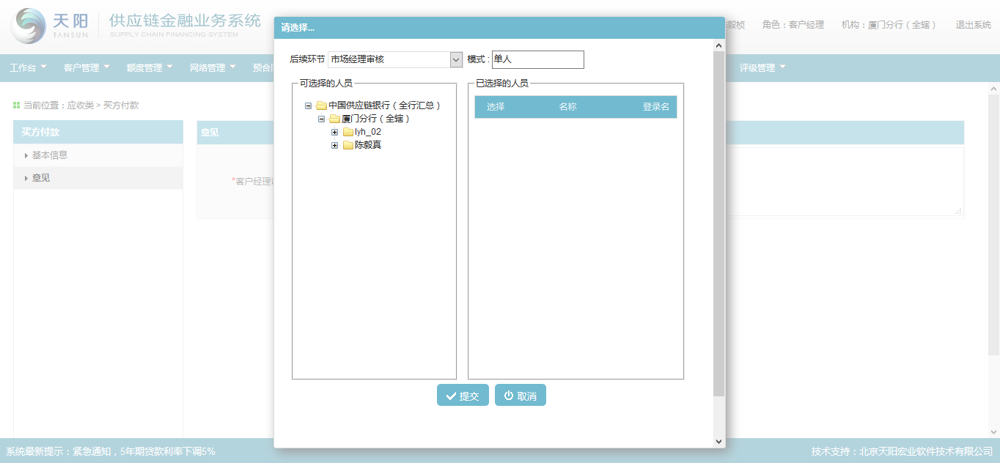 天阳
TANSUN
供应链金融业务系统
SUPPLY CHAIN FINANCING SYSTEM
请选择...
毅桢 角色：客户经理 机构：厦门分行（全辖） 退出系统
工作台 客户管理 额度管理 网络管理 预合 评级管理
当前位置：应收类 > 买方付款
买方付款
基本信息
意见
意见
*客户经理
后续环节 市场经理审核 模式 : 单人
可选择的人员
中国供应链银行（全行汇总）
厦门分行（全辖）
lyh_02
陈毅真
已选择的人员
选择 名称 登录名
提交 取消
系统最新提示：紧急通知，5年期贷款利率下调5%
技术支持：北京天阳宏业软件技术有限公司